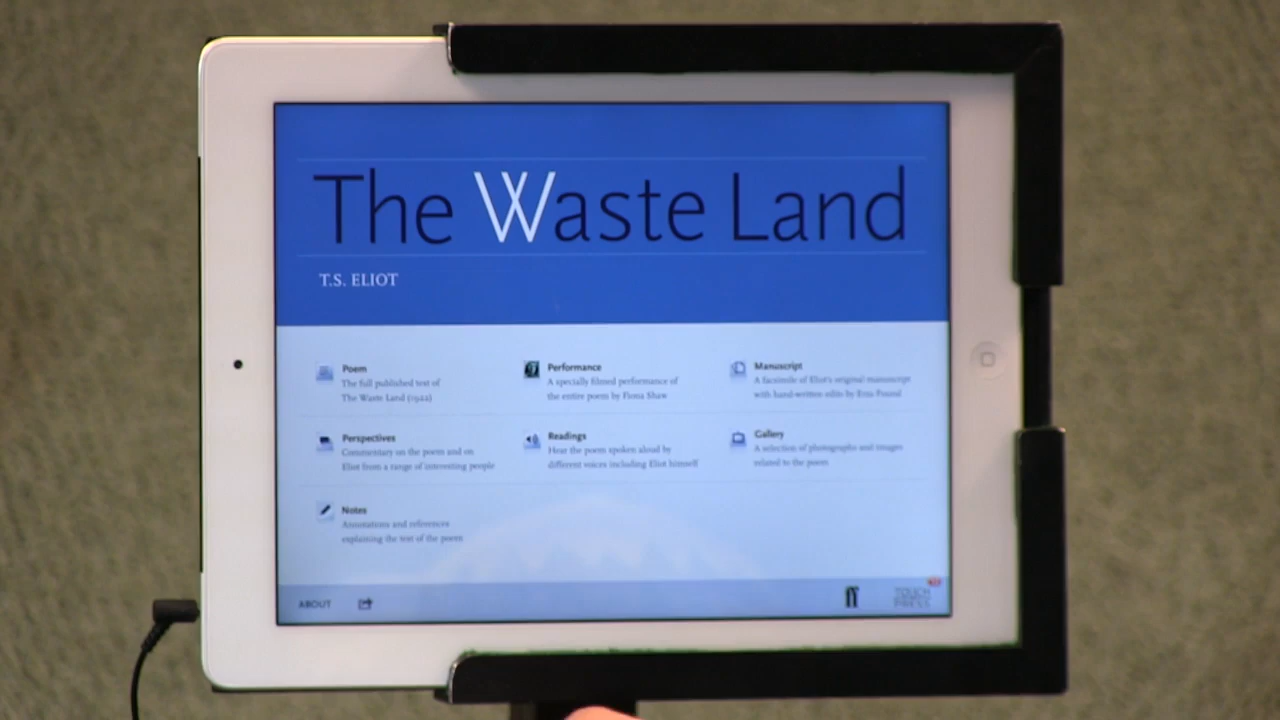 The Waste Land
T.S. ELIOT
Poem
The full published text of
The Waste Land (1922)
Performance
A specially filmed performance of
the entire poem by Fiona Shaw
Manuscript
A facsimile of Eliot's original manuscript
with hand-written edits by Ezra Pound
Perspectives
Commentary on the poem and on
Eliot from a range of interesting people
Readings
Hear the poem spoken aloud by
different voices including Eliot himself
Gallery
A selection of photographs and images
related to the poem
Notes
Annotations and references
explaining the text of the poem
ABOUT
ff
TOUCH
PRESS